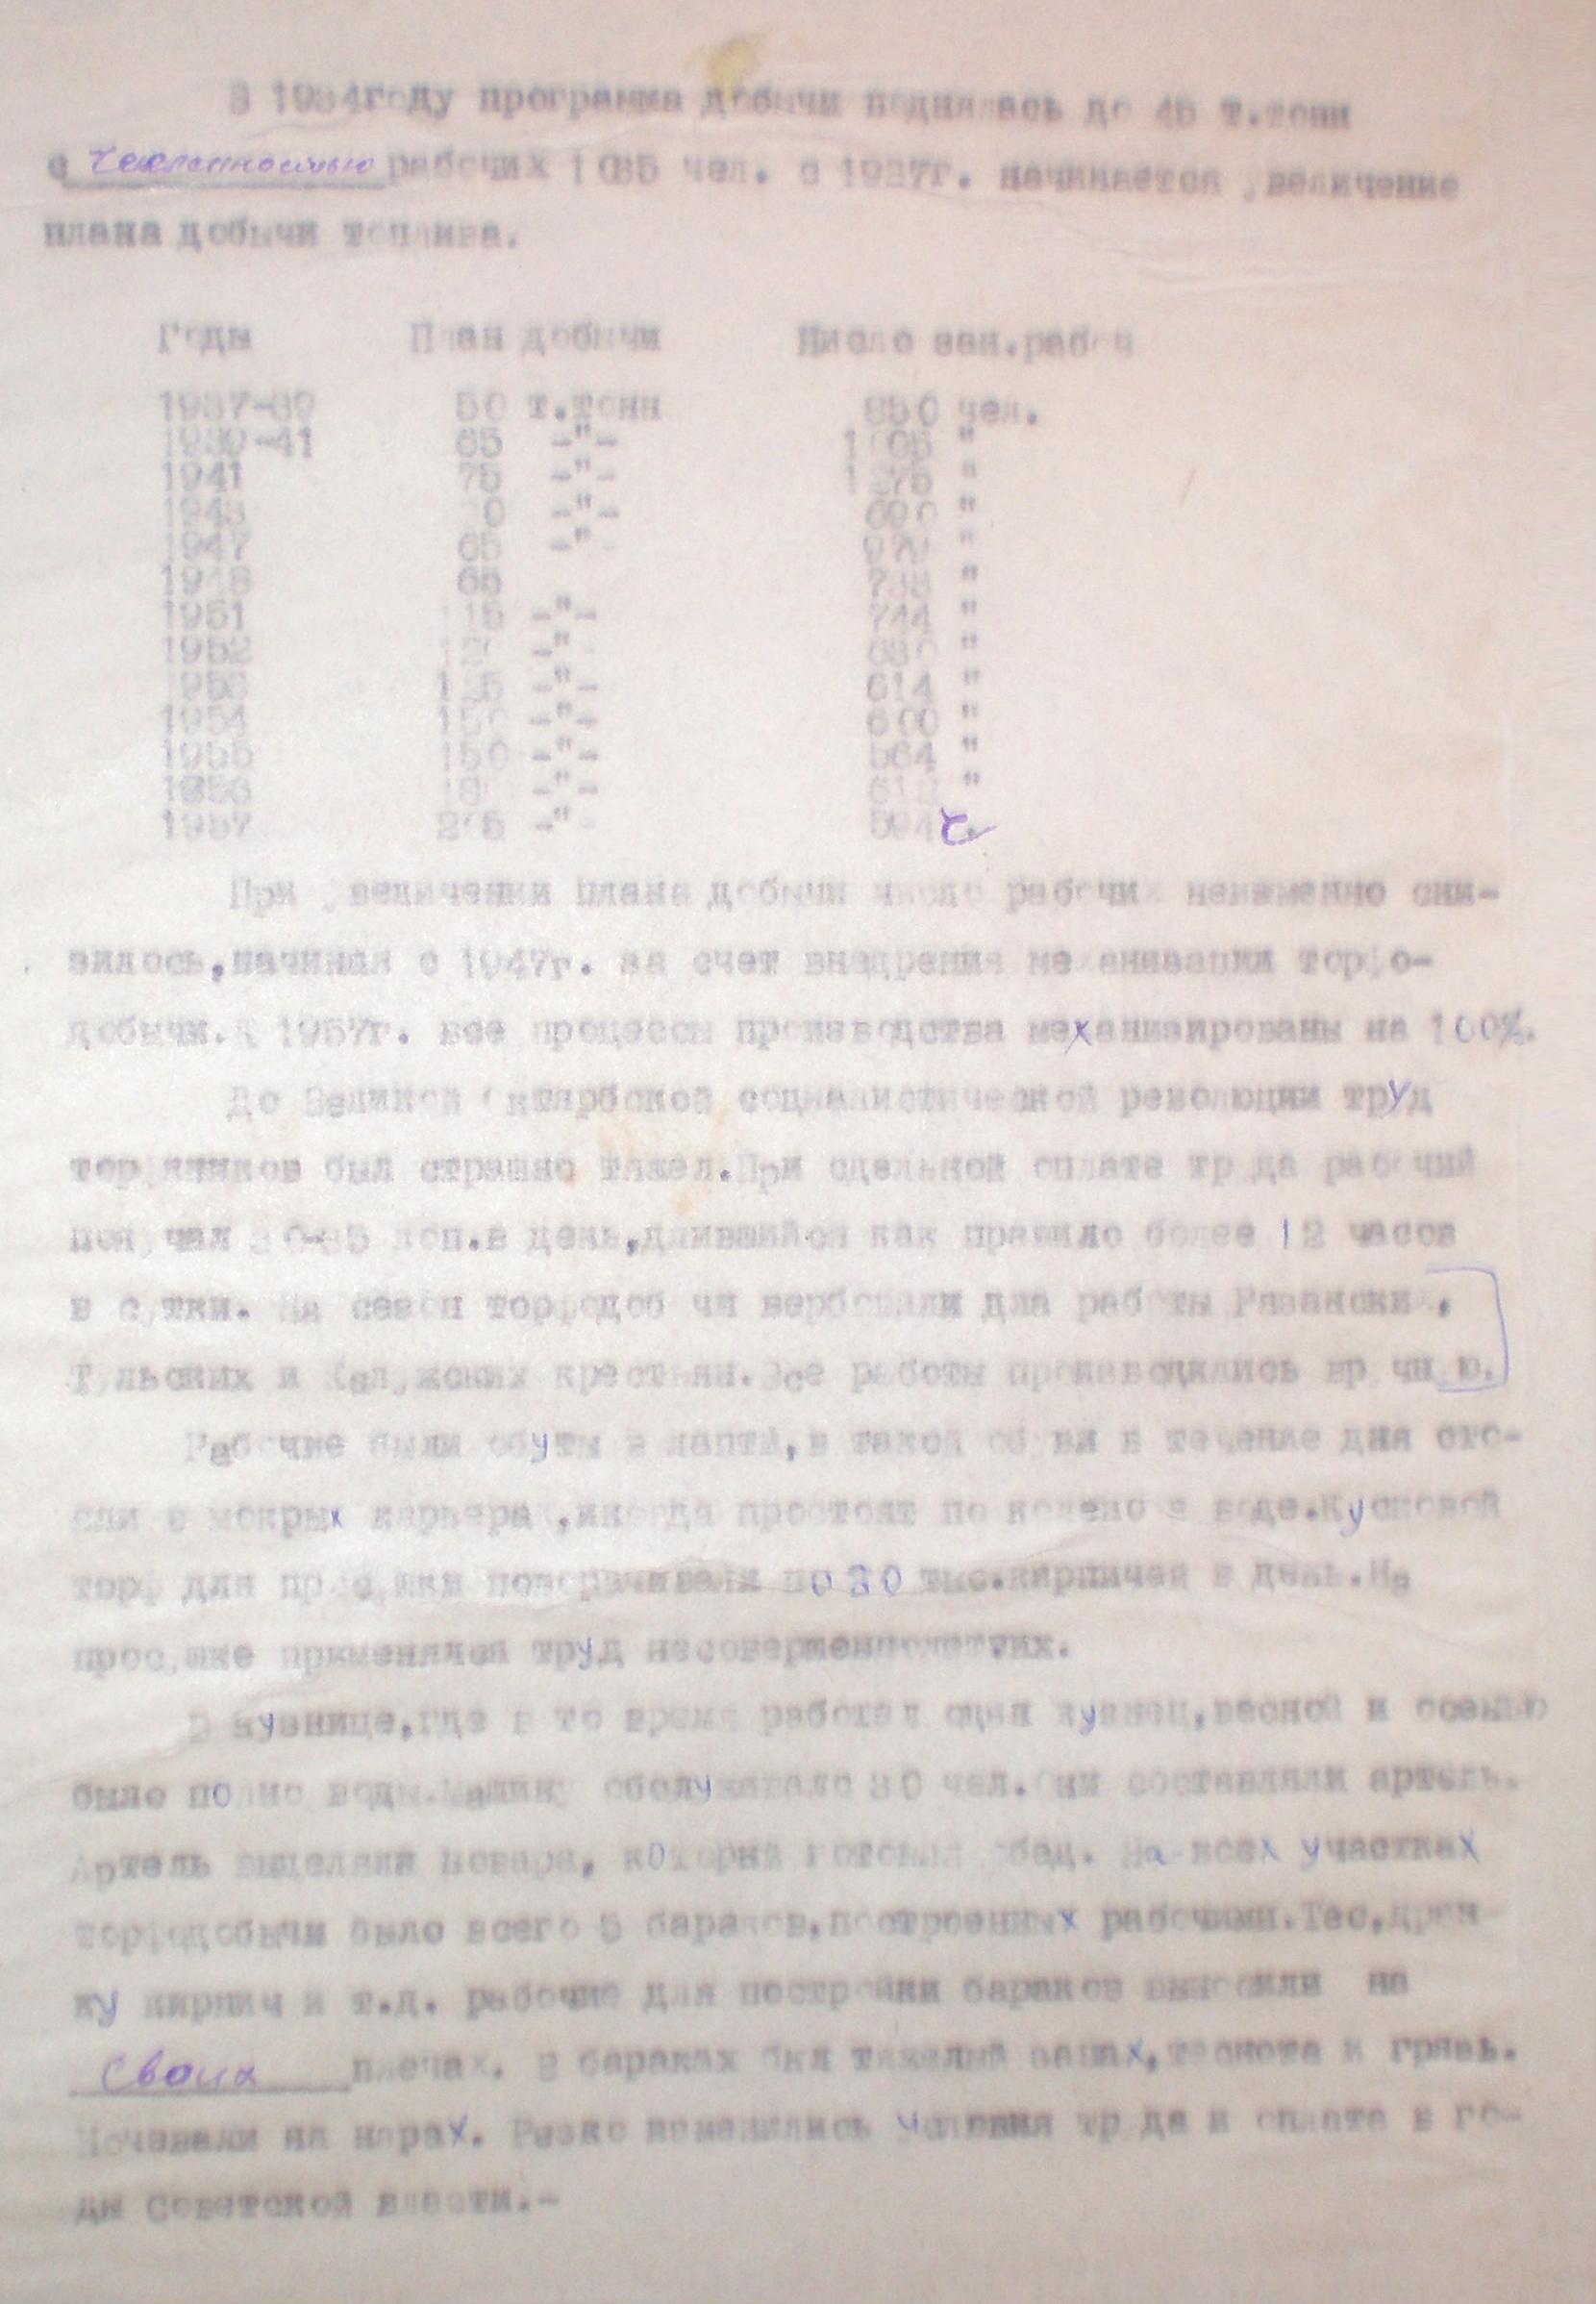 В 1934году программа добычи поднялась до 45 т.тонн
с численностью рабочих 1085 чел. с 1937г. начинается увеличение
плана добычи топлива.
Годы План добычи Число зан.рабоч
1937-39 50 т.тонн 850 чел.
1939-41 65 -"- "
1941 75 -"- "
-"- "
1947 65 -" "
1948 65 "
1951 115 -"- 744 "
1952 -" "
-"- 614 "
1954 150 -"- 600 "
1955 150 -"- 564 "
1956 -"- "
1957 -" ч.
При увеличении плана добычи число рабочих неизменно сни-
зилось,начиная с 1947г. за счет внедрения механизации торфо-
добычи.К 1957г. все процессы производства механизированы на 100%.
До Великой Октярбской социалистической революции труд
торфяников был страшно тяжел.При сдельной оплате труда рабочий
получал коп.в день,длившийся как правило более 12 часов
в сутки. На сезон торфодобычи вербовали для работы Рязанских,
Тульских и Калужских крестьян.Все работы производились вручную.
Рабочие были обуты в лапти,в такой обуви в течение дня сто-
яли в мокрых карьерах,иногда простоят по колено в воде.Кусковой
торф для просушки поворачивали по 30 тыс.кирпичей в день.На
просушке применялся труд несовершеннолетних.
В кузнице,где в то время работал один кузнец,весной и осенью
было полно воды.Машину обслуживало 30 чел.Они составляли артель.
Артель выделяла повара, который готовил обед. На всех участках
торфодобычи было всего 5 бараков,построенных рабочими.Тес,дран-
ку кирпич и т.д. рабочие для постройки бараков выносили на
своих плечах. В бараках был тяжелый запах,теснота и грязь.
Ночевали на нарах. Резко изменились условия труда и оплата в го-
ды Советской власти.-